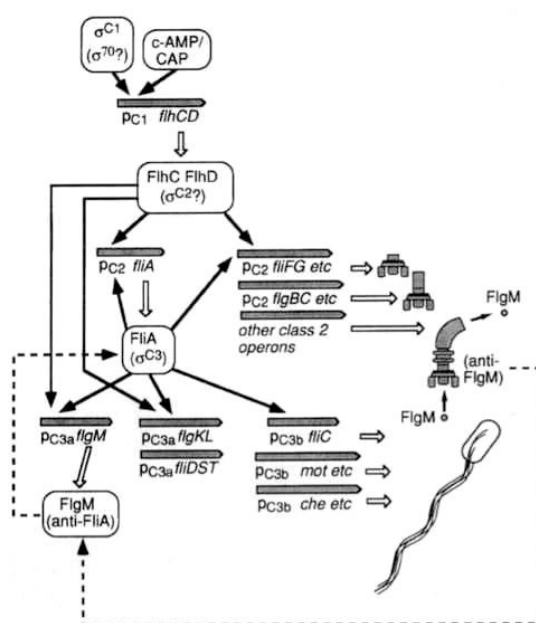 σC1
(σ70?)
c-AMP/
CAP
pC1 flhCD
FlhC FlhD
(σC2?)
pC2 fliA
pC2 fliFG etc
pC2 flgBC etc
other class 2
operons
FliA
(σC3)
FlgM
(anti-
FlgM)
FlgM
pC3a flgM
pC3a flgKL
pC3a fliDST
pC3b fliC
pC3b mot etc
pC3b che etc
FlgM
(anti-FliA)